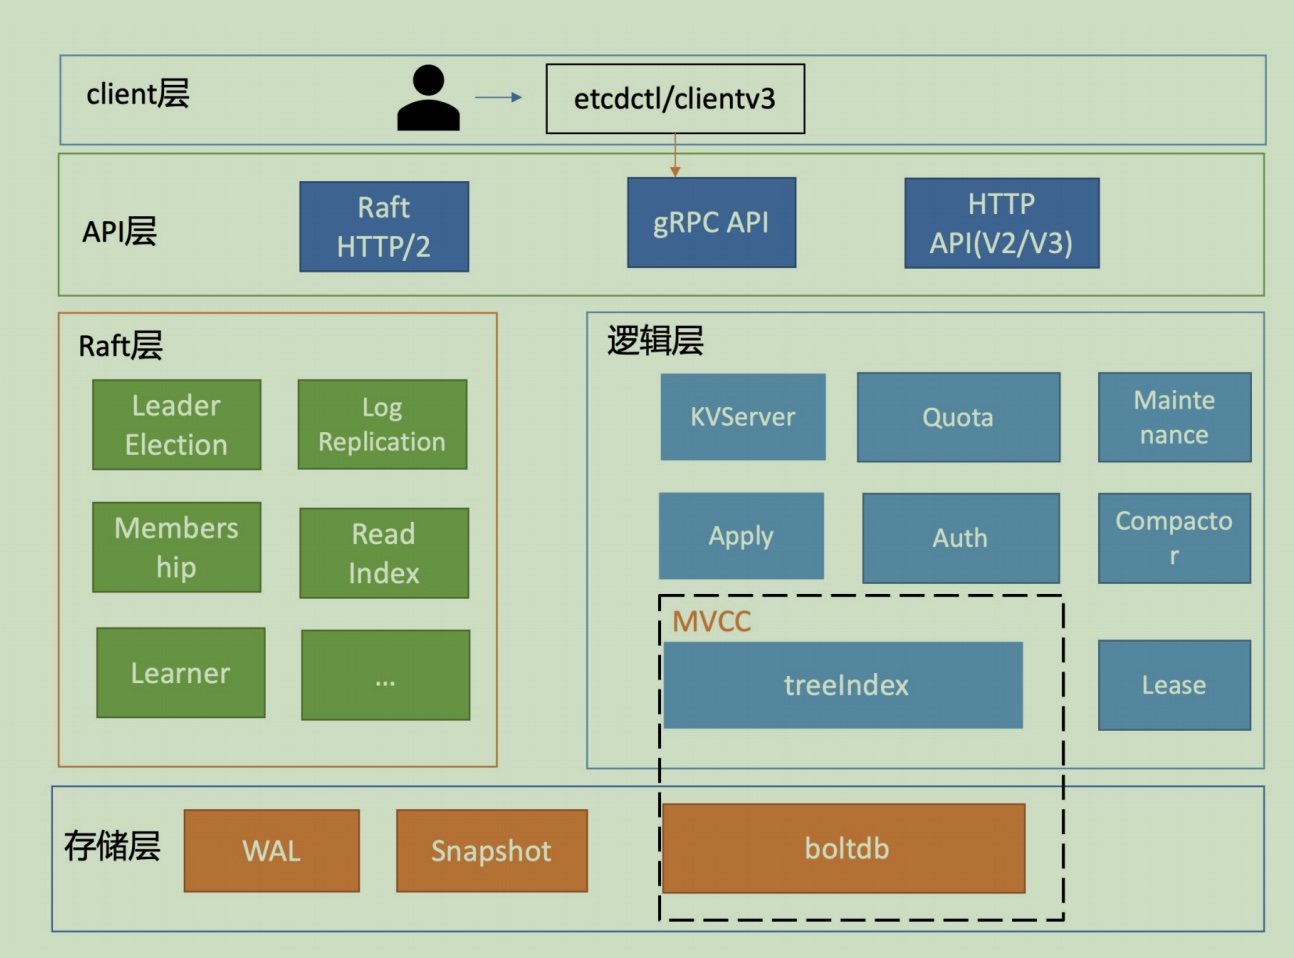 client层
etcdctl/clientv3
API层
Raft
HTTP/2
gRPC API
HTTP
API(V2/V3)
Raft层
Leader
Election
Log
Replication
Members
hip
Read
Index
Learner
...
逻辑层
KVServer
Quota
Mainte
nance
Apply
Auth
Compacto
r
MVCC
treeIndex
Lease
存储层
WAL
Snapshot
boltdb